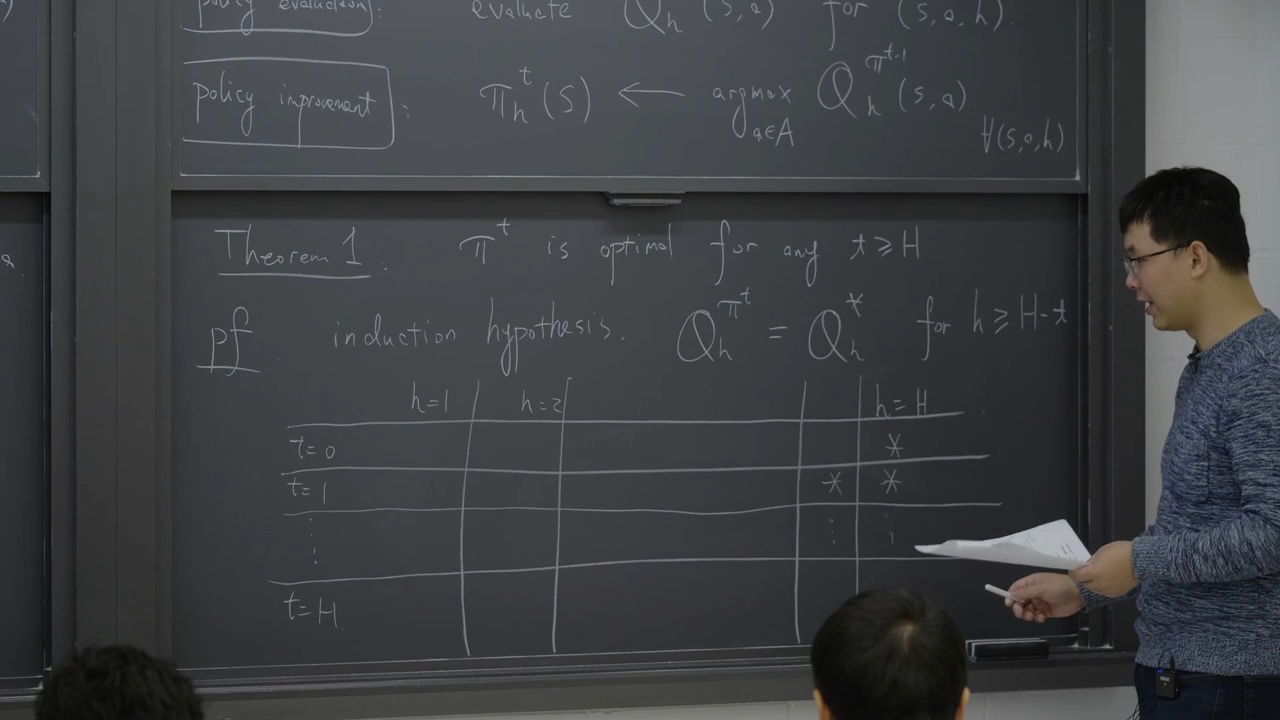 policy evaluation: evaluate Q_h (s,a) for (s,a,h).
policy improvement: π_h^t(s) ← argmax_{a∈A} Q_h^{π^{t-1}}(s,a)
∀(s,a,h)
a.
Theorem 1. π^t is optimal for any t ≥ H
pf. induction hypothesis. Q_h^{π^t} = Q_h^* for h ≥ H-t
h=1 h=2 h=H
t=0 *
t=1 * *
⋮ ⋮ ⋮
t=H.